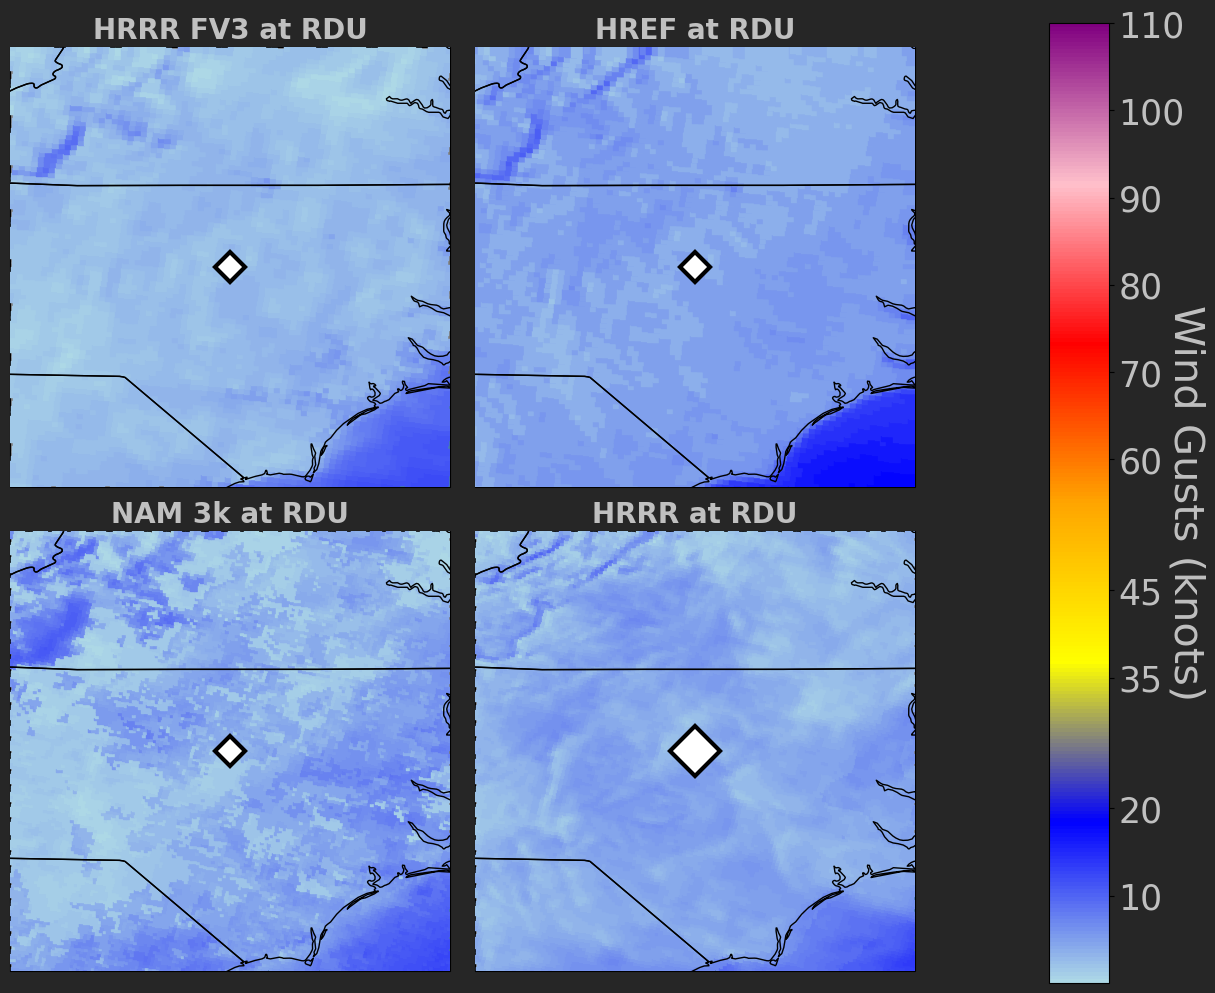 HRRR FV3 at RDU
HREF at RDU
NAM 3k at RDU
HRRR at RDU
110
100
90
80
70
60
45
35
20
10
Wind Gusts (knots)